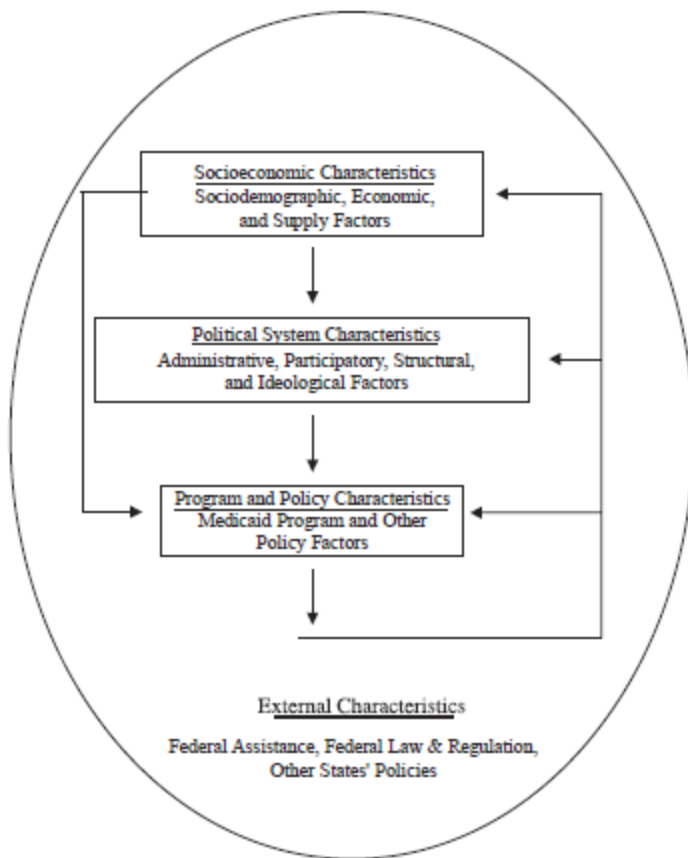 Socioeconomic Characteristics
Sociodemographic, Economic,
and Supply Factors
Political System Characteristics
Administrative, Participatory, Structural,
and Ideological Factors
Program and Policy Characteristics
Medicaid Program and Other
Policy Factors
External Characteristics
Federal Assistance, Federal Law & Regulation,
Other States' Policies